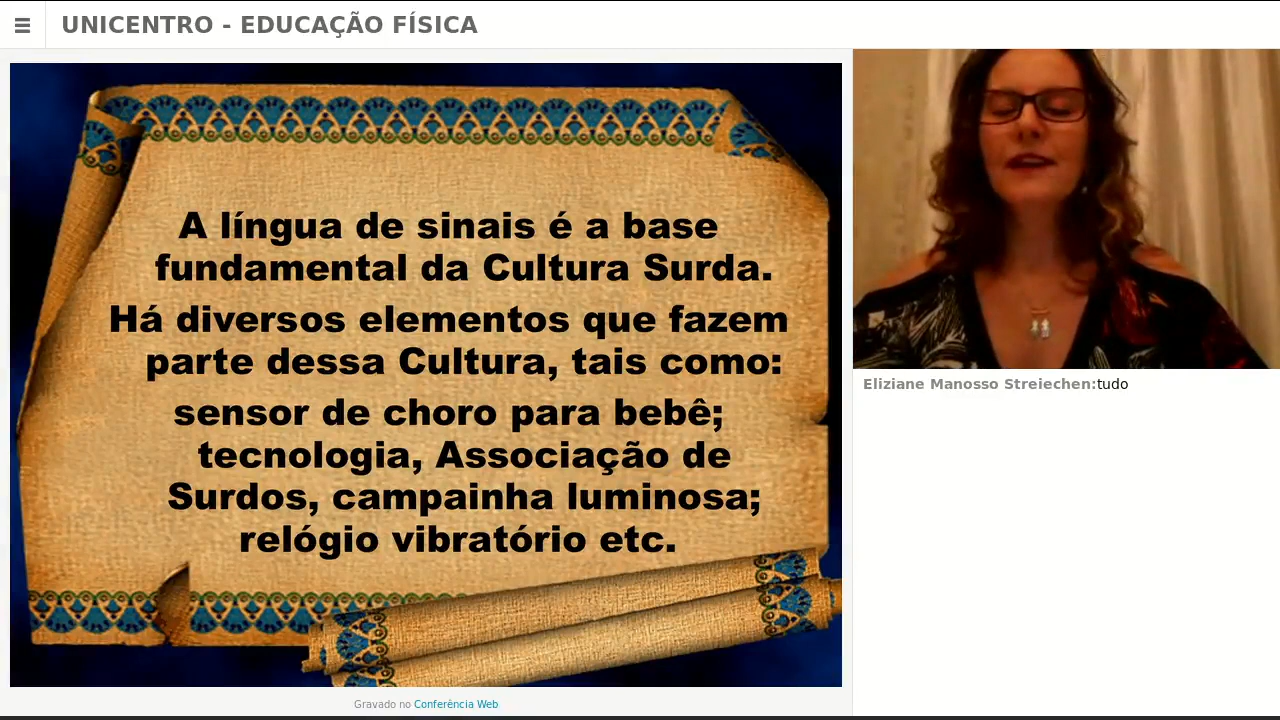 UNICENTRO - EDUCAÇÃO FÍSICA
A língua de sinais é a base
fundamental da Cultura Surda.
Há diversos elementos que fazem
parte dessa Cultura, tais como:
sensor de choro para bebê;
tecnologia, Associação de
Surdos, campainha luminosa;
relógio vibratório etc.
Eliziane Manosso Streiechen:tudo
Gravado no Conferência Web